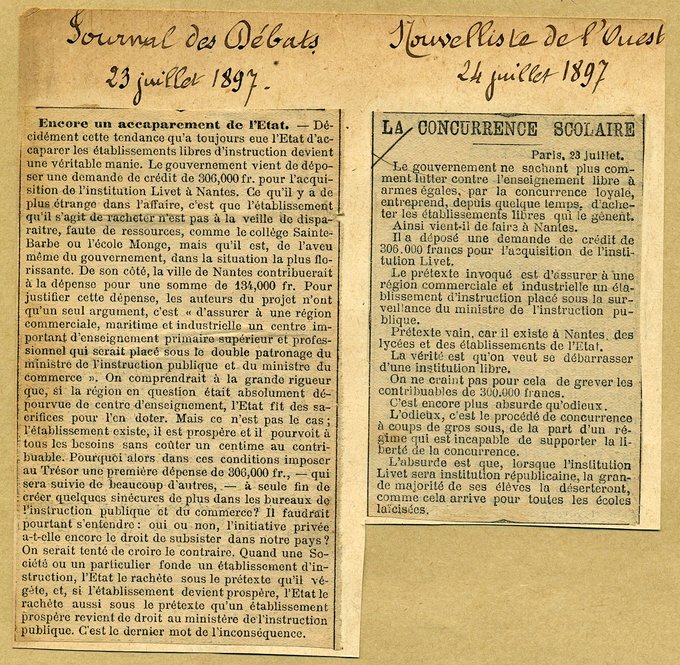 Journal des Débats
23 juillet 1897.
Encore un accaparement de l'Etat. — Dé-
cidément cette tendance qu'a toujours eue l'Etat d'ac-
caparer les établissements libres d'instruction devient
une véritable manie. Le gouvernement vient de dépo-
ser une demande de crédit de 306,000 fr. pour l'acqui-
sition de l'institution Livet à Nantes. Ce qu'il y a de
plus étrange dans l'affaire, c'est que l'établissement
qu'il s'agit de racheter n'est pas à la veille de dispa-
raitre, faute de ressources, comme le collège Sainte-
Barbe ou l'école Monge, mais qu'il est, de l'aveu
même du gouvernement, dans la situation la plus flo-
rissante. De son côté, la ville de Nantes contribuerait
à la dépense pour une somme de 134,000 fr. Pour
justifier cette dépense, les auteurs du projet n'ont
qu'un seul argument, c'est « d'assurer à une région
commerciale, maritime et industrielle un centre im-
portant d'enseignement primaire supérieur et profes-
sionnel qui serait placé sous le double patronage du
ministre de l'instruction publique et du ministre du
commerce ». On comprendrait à la grande rigueur
que, si la région en question était absolument dé-
pourvue de centre d'enseignement, l'Etat fît des sa-
crifices pour l'en doter. Mais ce n'est pas le cas ;
l'établissement existe, il est prospère et il pourvoit à
tous les besoins sans coûter un centime au contri-
buable. Pourquoi alors dans ces conditions imposer
au Trésor une première dépense de 306,000 fr., — qui
sera suivie de beaucoup d'autres, — à seule fin de
créer quelques sinécures de plus dans les bureaux de
l'instruction publique et du commerce? Il faudrait
pourtant s'entendre : oui ou non, l'initiative privée
a-t-elle encore le droit de subsister dans notre pays?
On serait tenté de croire le contraire. Quand une So-
ciété ou un particulier fonde un établissement d'in-
struction, l'Etat le rachète sous le prétexte qu'il vé-
gète, et, si l'établissement devient prospère, l'Etat le
rachète aussi sous le prétexte qu'un établissement
prospère revient de droit au ministère de l'instruction
publique. C'est le dernier mot de l'inconséquence.
Nouvelliste de l'Ouest
24 juillet 1897
LA CONCURRENCE SCOLAIRE
Paris, 23 juillet.
Le gouvernement ne sachant plus com-
ment lutter contre l'enseignement libre à
armes égales, par la concurrence loyale,
entreprend, depuis quelque temps, d'ache-
ter les établissements libres qui le gênent.
Ainsi vient-il de faire à Nantes.
Il a déposé une demande de crédit de
306.000 francs pour l'acquisition de l'insti-
tution Livet.
Le prétexte invoqué est d'assurer à une
région commerciale et industrielle un éta-
blissement d'instruction placé sous la sur-
veillance du ministre de l'instruction pu-
blique.
Prétexte vain, car il existe à Nantes des
lycées et des établissements de l'Etat.
La vérité est qu'on veut se débarrasser
d'une institution libre.
On ne craint pas pour cela de grever les
contribuables de 300.000 francs.
C'est encore plus absurde qu'odieux.
L'odieux, c'est le procédé de concurrence
à coups de gros sous, de la part d'un ré-
gime qui est incapable de supporter la li-
berté de la concurrence.
L'absurde est que, lorsque l'institution
Livet sera institution républicaine, la gran-
de majorité de ses élèves la déserteront,
comme cela arrive pour toutes les écoles
laïcisées.